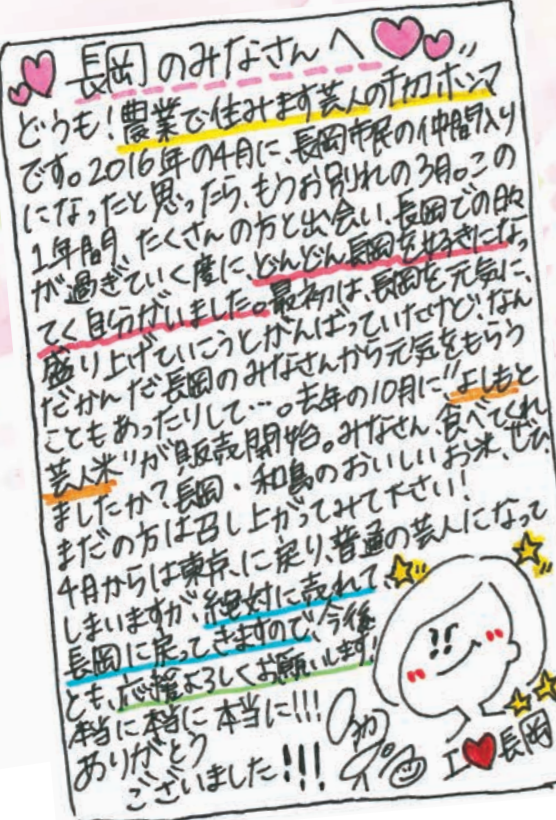 長岡のみなさんへ
どうも!農業で住みます芸人のチカコホンマ
です。2016年の4月に、長岡市民の仲間入り
になったと思ったら、もうお別れの3月。この
1年間 たくさんの方と出会い、長岡での日々
が過ぎていく度に、どんどん長岡を好きになっ
てく自分がいました。最初は、長岡を元気に、
盛り上げていこうとがんばっていたけど、なん
だかんだ長岡のみなさんから元気をもらう
こともあったりして…。去年の10月に"よしもと
芸人米"が販売開始。みなさん、食べてくれ
ましたか?長岡・和島のおいしいお米、ぜひ
まだの方は召し上がってみて下さい!
4月からは東京に戻り、普通の芸人になって
しまいますが、絶対に売れて、
長岡に戻ってきますので、今後
とも、応援よろしくお願いします!
本当に本当に本当に!!!
ありがとう
ございました!!!
I♥長岡